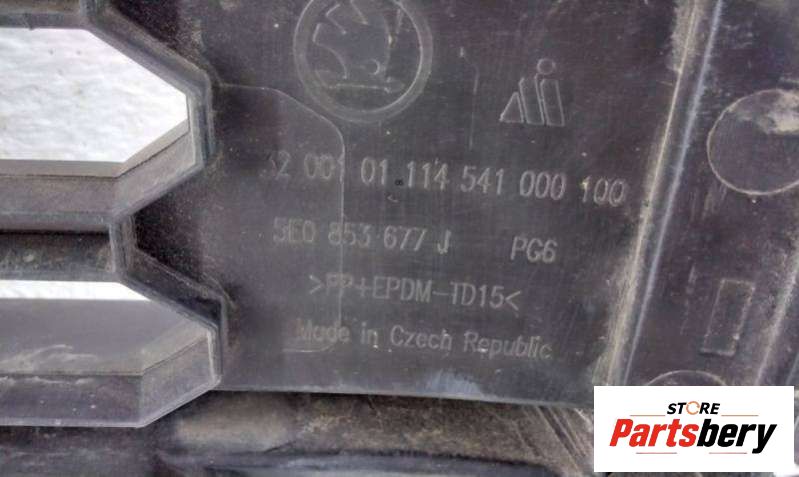 32 001 01 114 541 000 100
5E0 853 677 J PG6
>PP+EPDM-TD15<
Made in Czech Republic
STORE
Partsbery